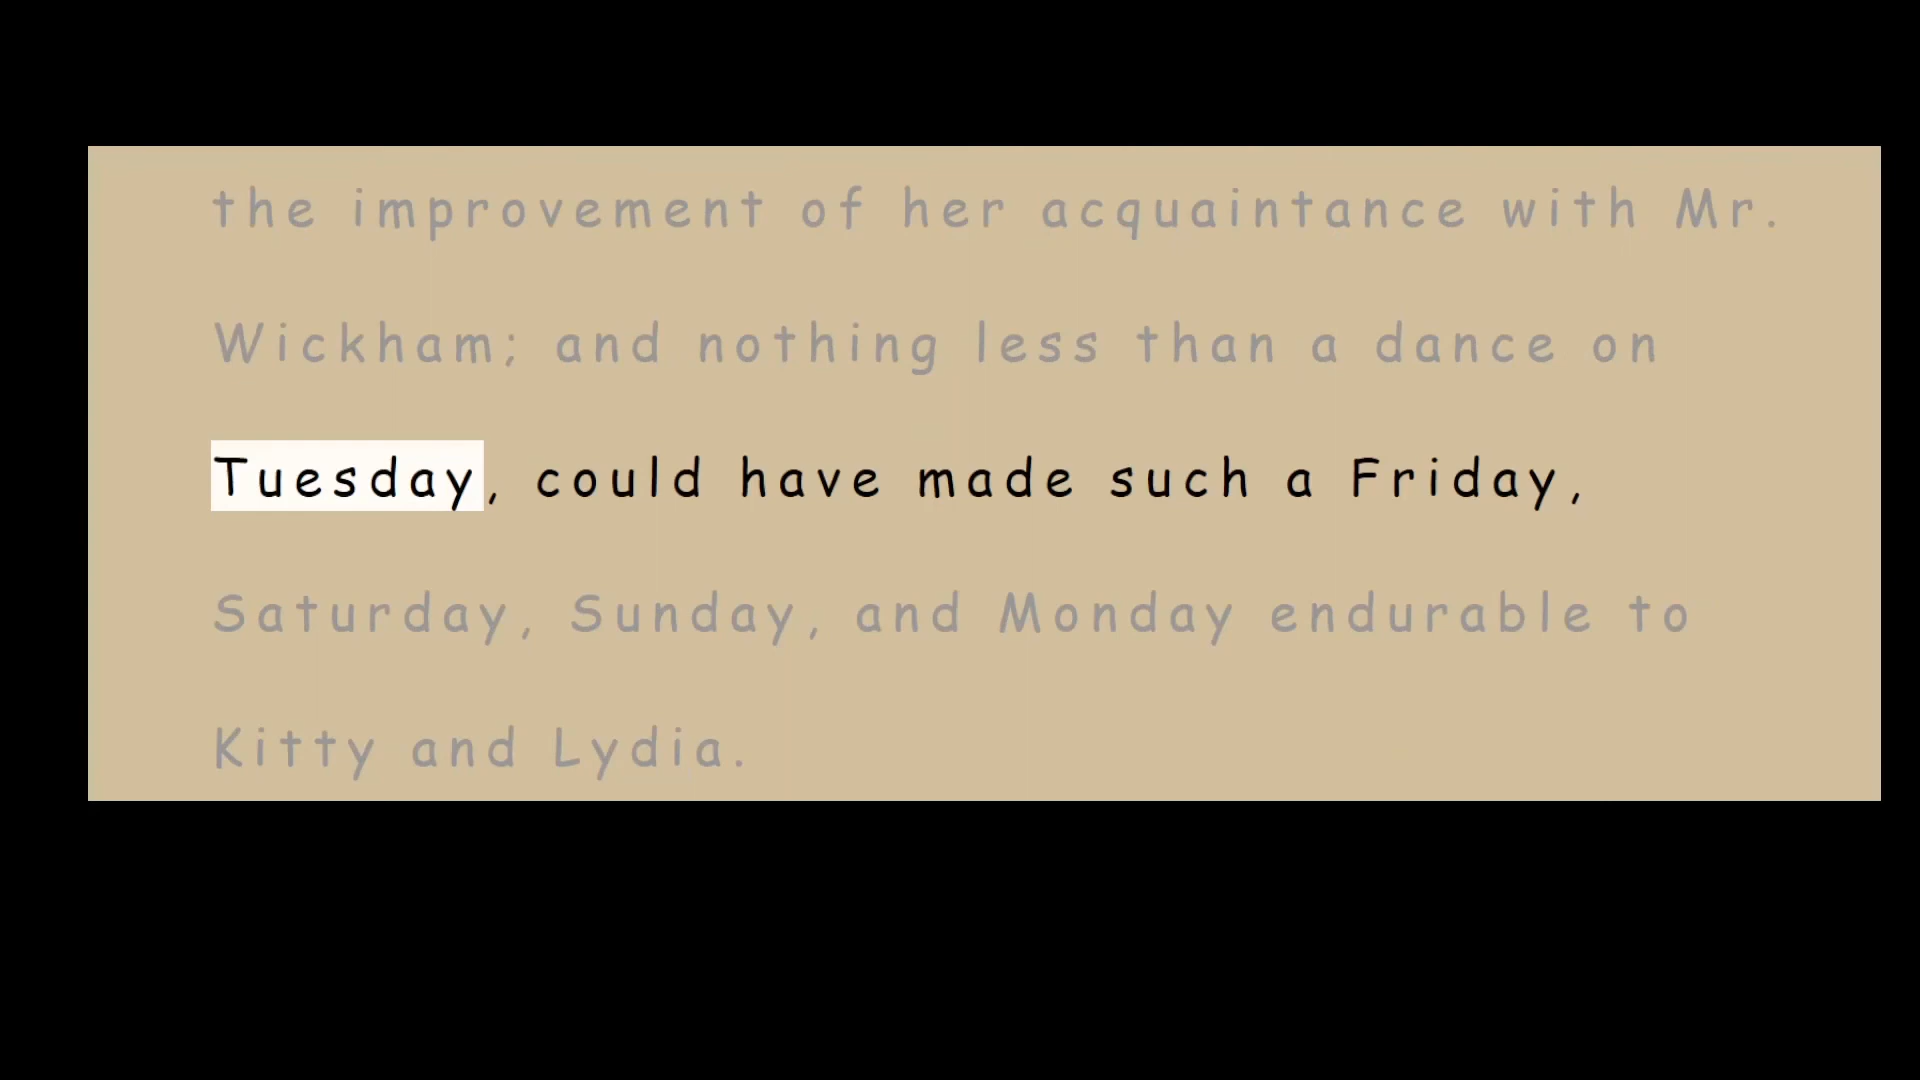 the improvement of her acquaintance with Mr.
Wickham; and nothing less than a dance on
Tuesday, could have made such a Friday,
Saturday, Sunday, and Monday endurable to
Kitty and Lydia.